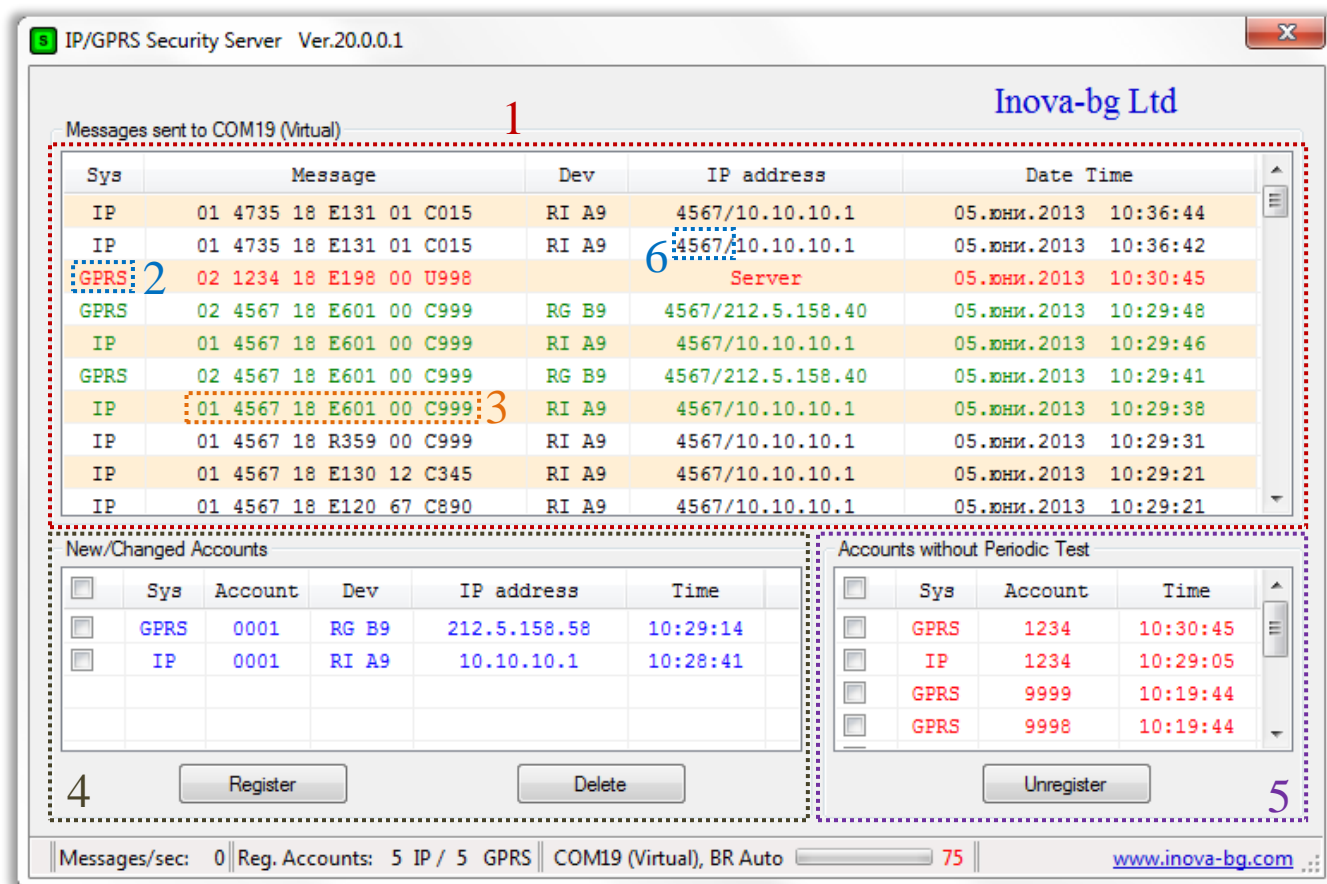 S IP/GPRS Security Server Ver.20.0.0.1
Inova-bg Ltd
1
Messages sent to COM19 (Virtual)
Sys Message Dev IP address Date Time
IP 01 4735 18 E131 01 C015 RI A9 4567/10.10.10.1 05.юни.2013 10:36:44
IP 01 4735 18 E131 01 C015 RI A9 4567/10.10.10.1 05.юни.2013 10:36:42
6
GPRS 2 02 1234 18 E198 00 U998 Server 05.юни.2013 10:30:45
GPRS 02 4567 18 E601 00 C999 RG B9 4567/212.5.158.40 05.юни.2013 10:29:48
IP 01 4567 18 E601 00 C999 RI A9 4567/10.10.10.1 05.юни.2013 10:29:46
GPRS 02 4567 18 E601 00 C999 RG B9 4567/212.5.158.40 05.юни.2013 10:29:41
IP 01 4567 18 E601 00 C999 3 RI A9 4567/10.10.10.1 05.юни.2013 10:29:38
IP 01 4567 18 R359 00 C999 RI A9 4567/10.10.10.1 05.юни.2013 10:29:31
IP 01 4567 18 E130 12 C345 RI A9 4567/10.10.10.1 05.юни.2013 10:29:21
IP 01 4567 18 E120 67 C890 RI A9 4567/10.10.10.1 05.юни.2013 10:29:21
New/Changed Accounts
Sys Account Dev IP address Time
GPRS 0001 RG B9 212.5.158.58 10:29:14
IP 0001 RI A9 10.10.10.1 10:28:41
4
Register Delete
Accounts without Periodic Test
Sys Account Time
GPRS 1234 10:30:45
IP 1234 10:29:05
GPRS 9999 10:19:44
GPRS 9998 10:19:44
Unregister
5
Messages/sec: 0 Reg. Accounts: 5 IP / 5 GPRS COM19 (Virtual), BR Auto 75 www.inova-bg.com